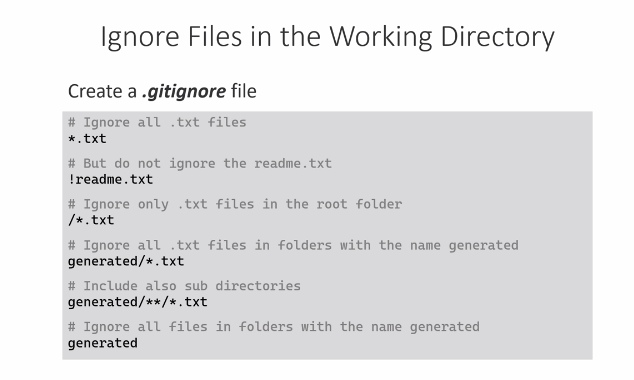 Ignore Files in the Working Directory
Create a .gitignore file
# Ignore all .txt files
*.txt
# But do not ignore the readme.txt
!readme.txt
# Ignore only .txt files in the root folder
/*.txt
# Ignore all .txt files in folders with the name generated
generated/*.txt
# Include also sub directories
generated/**/*.txt
# Ignore all files in folders with the name generated
generated